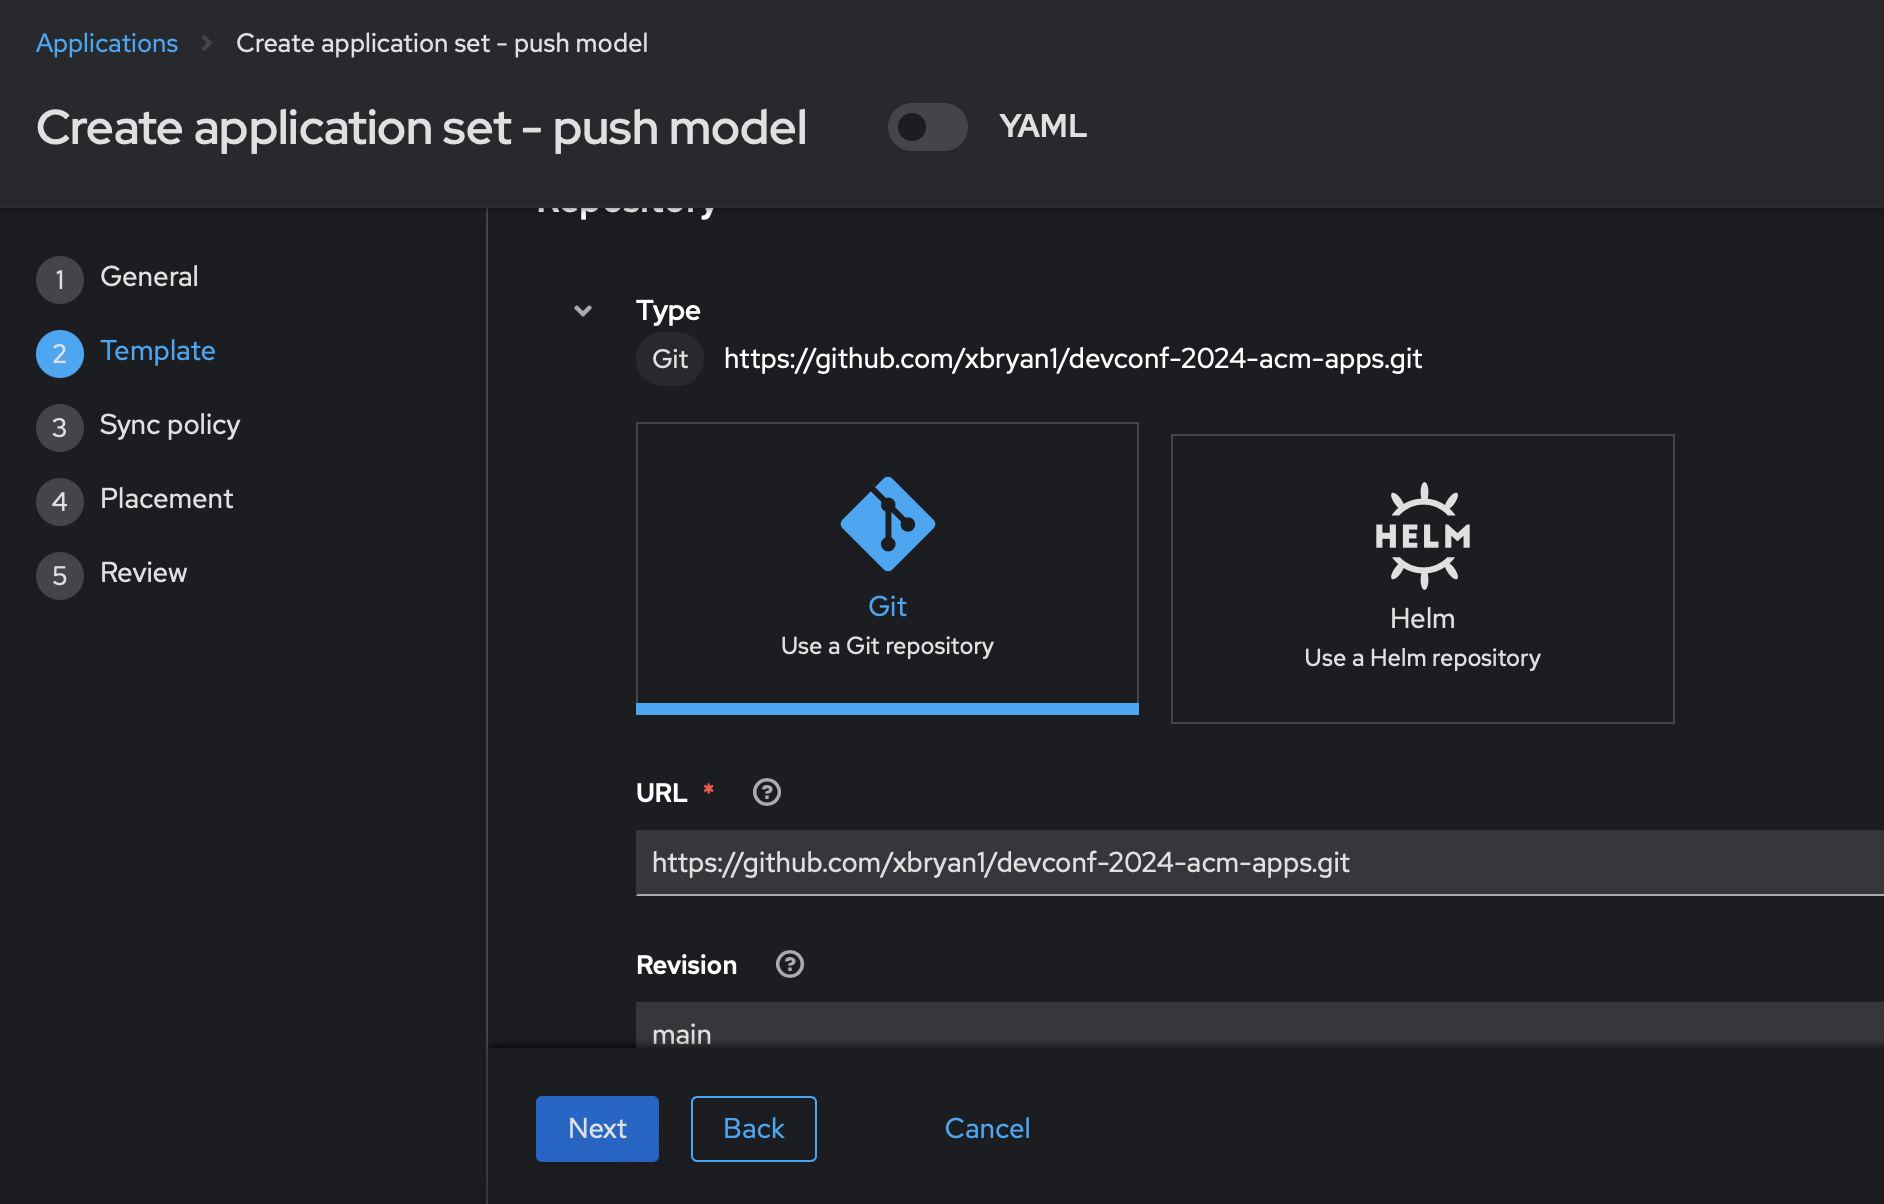 Applications > Create application set - push model
Create application set - push model
YAML
1 General
2 Template
3 Sync policy
4 Placement
5 Review
Repository
Type
Git https://github.com/xbryan1/devconf-2024-acm-apps.git
Git
Use a Git repository
HELM
Helm
Use a Helm repository
URL *
https://github.com/xbryan1/devconf-2024-acm-apps.git
Revision
main
Next
Back
Cancel